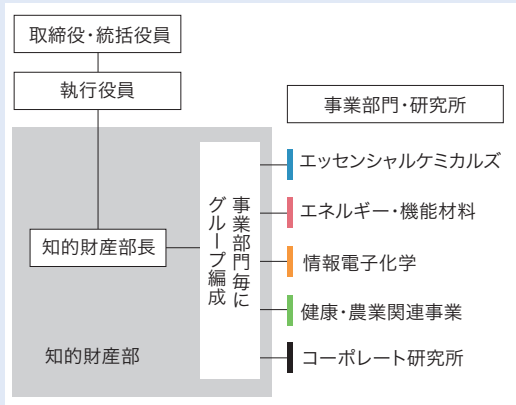 取締役・統括役員
執行役員
事業部門・研究所
エッセンシャルケミカルズ
エネルギー・機能材料
事業部門毎に
グループ編成
知的財産部長
情報電子化学
健康・農業関連事業
知的財産部
コーポレート研究所